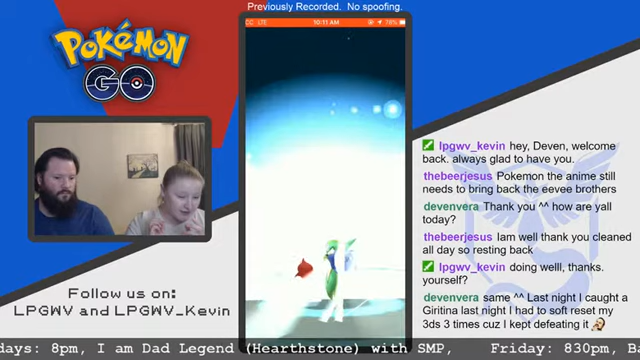 Previously Recorded. No spoofing.
CC LTE 10:11 AM 78%
POKéMON
GO
lpgwv_kevin hey, Deven, welcome
back. always glad to have you.
thebeerjesus Pokemon the anime still
needs to bring back the eevee brothers
devenvera Thank you ^^ how are yall
today?
thebeerjesus Iam well thank you cleaned
all day so resting back
lpgwv_kevin doing welll, thanks.
yourself?
devenvera same ^^ Last night I caught a
Giritina last night I had to soft reset my
3ds 3 times cuz I kept defeating it
Follow us on:
LPGWV and LPGWV_Kevin
days: 8pm, I am Dad Legend (Hearthstone) with SMP, Friday: 830pm, Ba